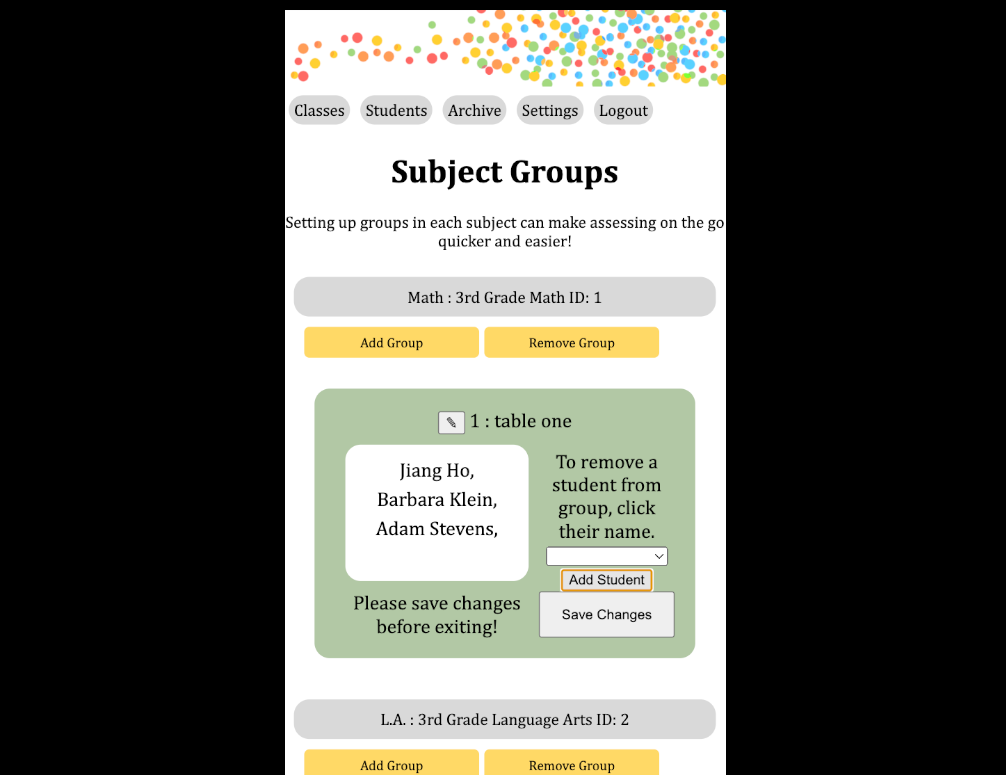 Classes Students Archive Settings Logout
Subject Groups
Setting up groups in each subject can make assessing on the go
quicker and easier!
Math : 3rd Grade Math ID: 1
Add Group Remove Group
✎ 1 : table one
Jiang Ho,
Barbara Klein,
Adam Stevens,
To remove a
student from
group, click
their name.
Add Student
Please save changes
before exiting!
Save Changes
L.A. : 3rd Grade Language Arts ID: 2
Add Group Remove Group